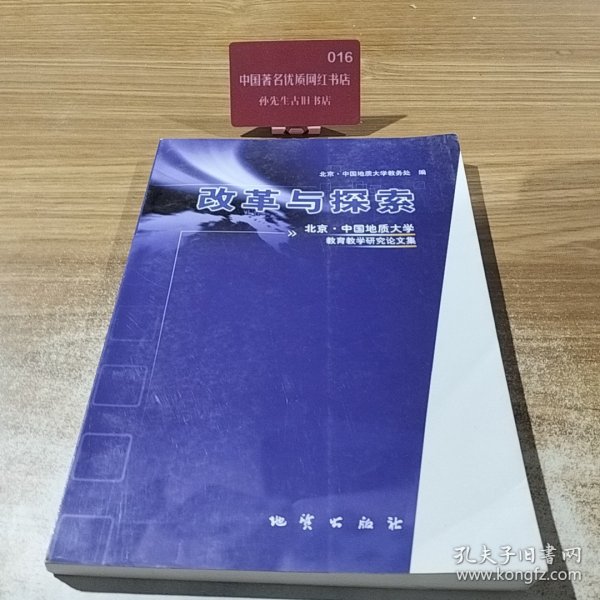 016
中国著名优质网红书店
孙先生古旧书店
北京·中国地质大学教务处 编
改革与探索
北京·中国地质大学
教育教学研究论文集
地质出版社
孔夫子旧书网
www.kongfz.com